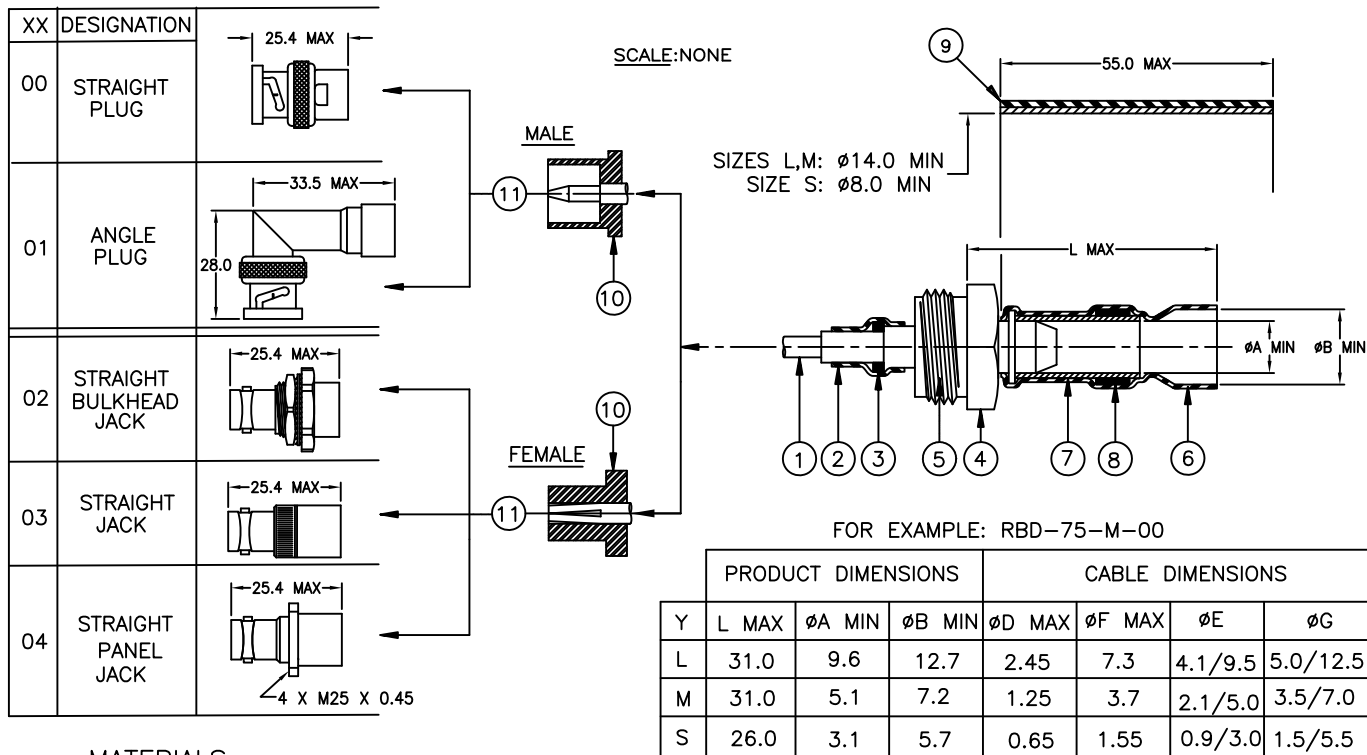 XX DESIGNATION
00 STRAIGHT PLUG
25.4 MAX
01 ANGLE PLUG
33.5 MAX
28.0
02 STRAIGHT BULKHEAD JACK
25.4 MAX
03 STRAIGHT JACK
25.4 MAX
04 STRAIGHT PANEL JACK
25.4 MAX
4 X M25 X 0.45
SCALE:NONE
MALE
11
10
FEMALE
10
11
9
55.0 MAX
SIZES L,M: ø14.0 MIN
SIZE S: ø8.0 MIN
L MAX
øA MIN
øB MIN
1 2 3 5 4 7 8 6
FOR EXAMPLE: RBD-75-M-00
PRODUCT DIMENSIONS CABLE DIMENSIONS
Y L MAX øA MIN øB MIN øD MAX øF MAX øE øG
L 31.0 9.6 12.7 2.45 7.3 4.1/9.5 5.0/12.5
M 31.0 5.1 7.2 1.25 3.7 2.1/5.0 3.5/7.0
S 26.0 3.1 5.7 0.65 1.55 0.9/3.0 1.5/5.5